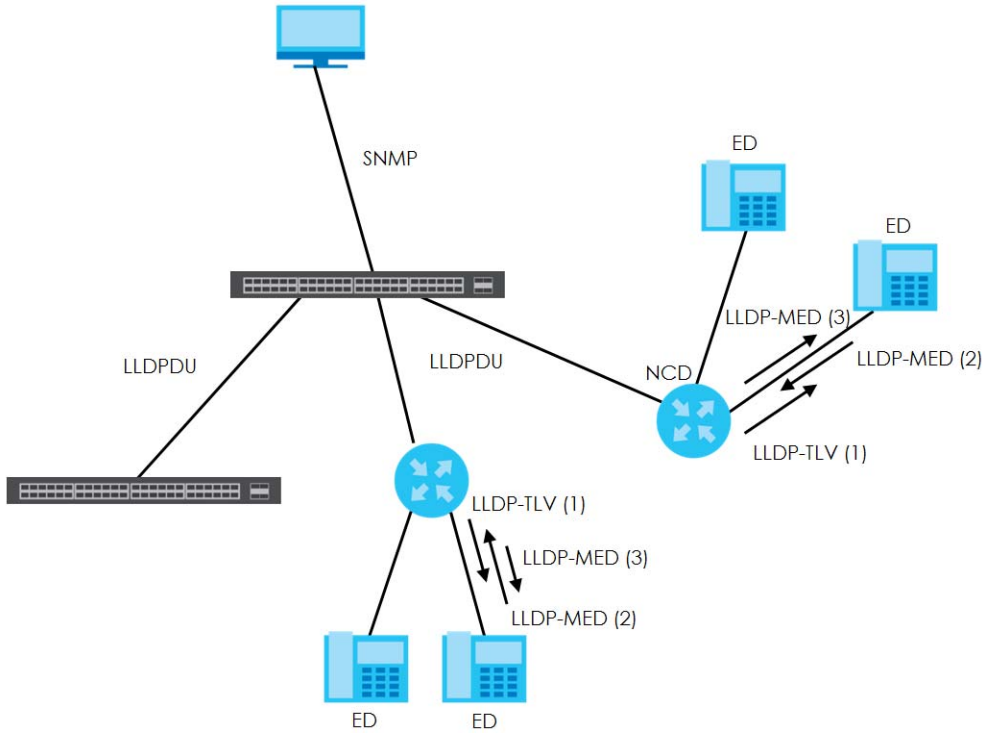 SNMP
ED
ED
LLDP-MED (3)
LLDPDU
LLDPDU
NCD
LLDP-MED (2)
LLDP-TLV (1)
LLDP-TLV (1)
LLDP-MED (3)
LLDP-MED (2)
ED
ED